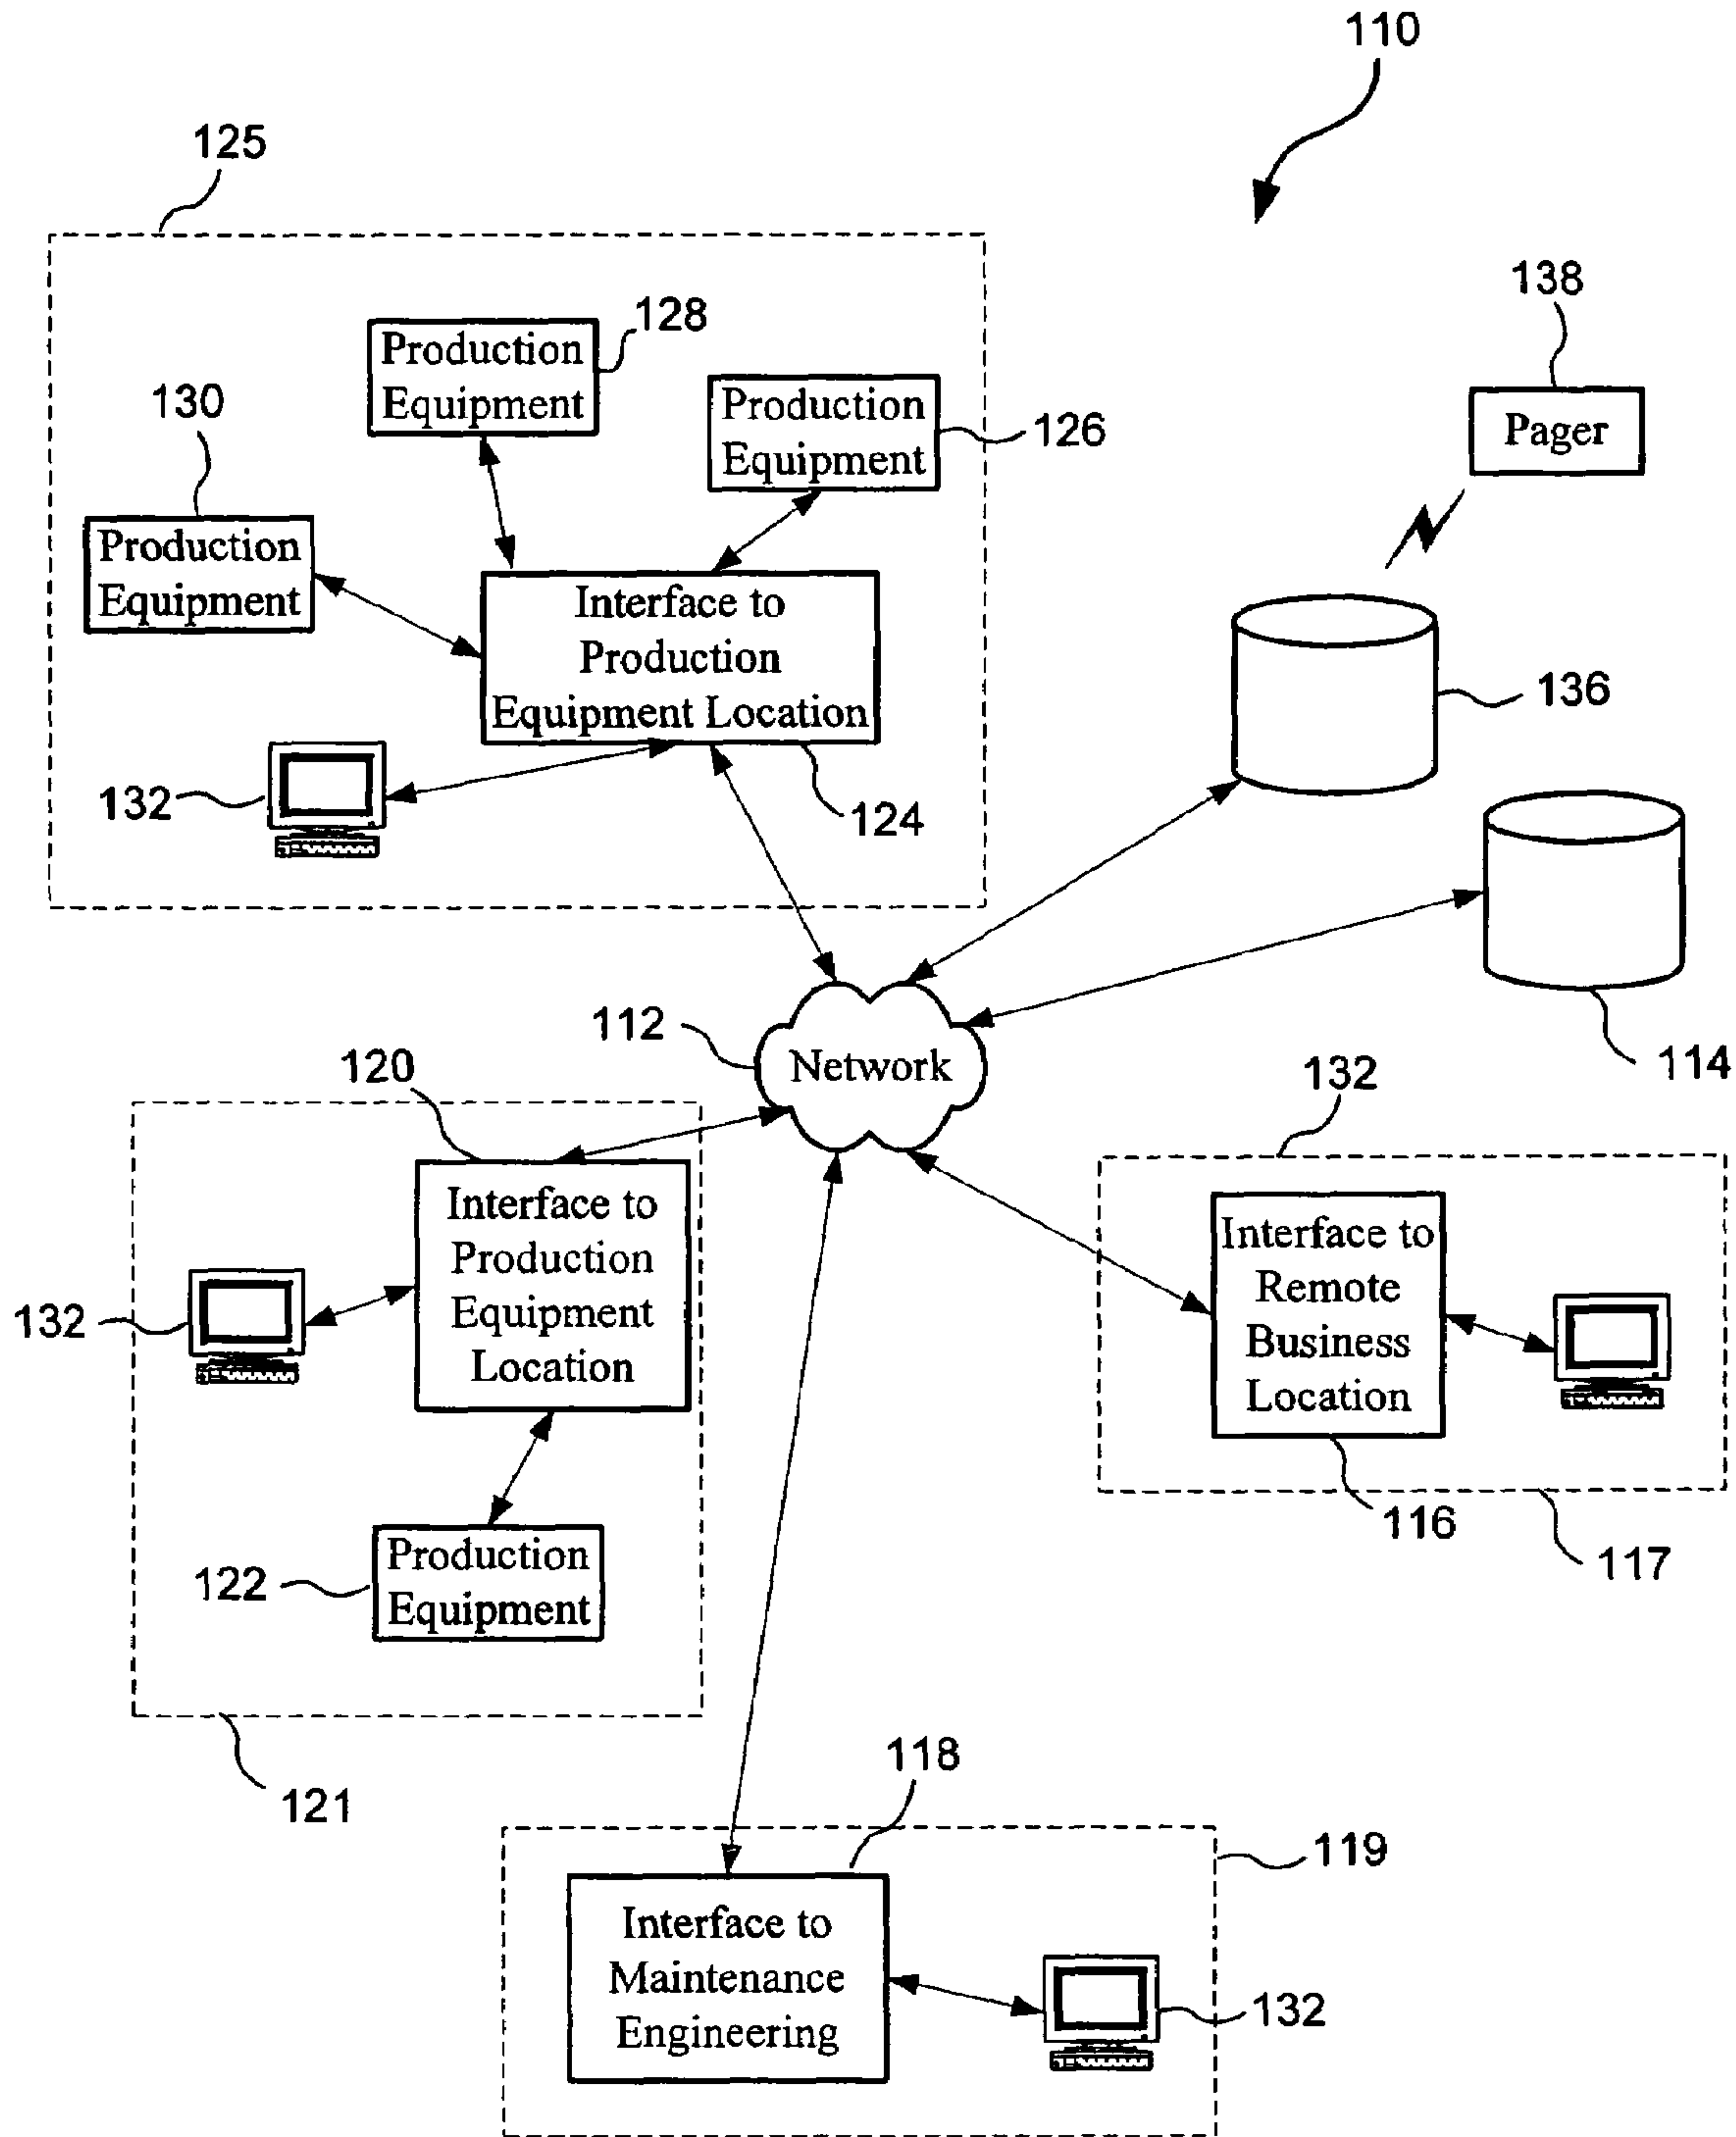 110
125
138
Production
Equipment
128
Production
Equipment
126
Pager
130
Production
Equipment
Interface to
Production
Equipment Location
136
132
124
112
Network
114
120
132
Interface to
Production
Equipment
Location
132
Interface to
Remote
Business
Location
116
117
Production
Equipment
122
121
118
119
Interface to
Maintenance
Engineering
132